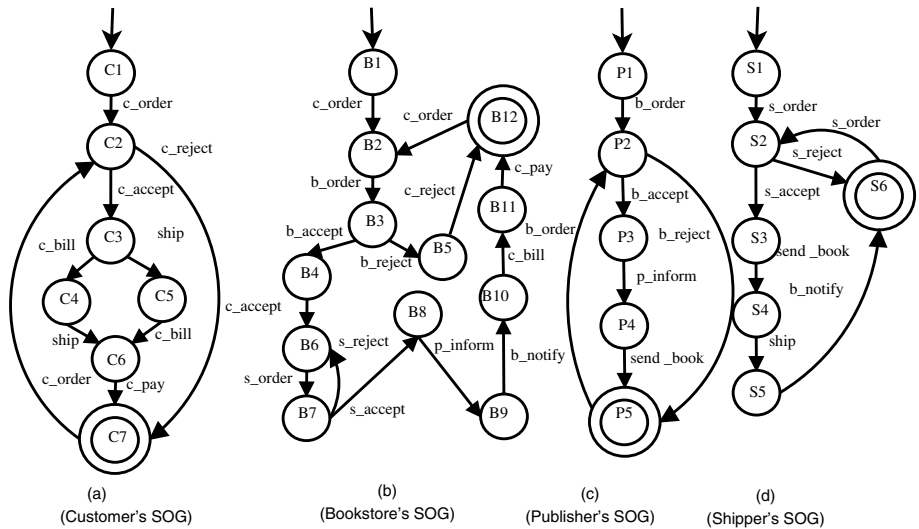 C1
c_order
C2
c_reject
c_accept
C3
c_bill
ship
C4
C5
ship
c_bill
C6
c_order
c_pay
C7
(a)
(Customer's SOG)
B1
c_order
c_order
B12
B2
b_order
c_reject
c_pay
B3
B11
b_accept
b_reject
B5
b_order
B4
c_bill
c_accept
B10
B8
B6
s_reject
p_inform
b_notify
s_order
B7
s_accept
B9
(b)
(Bookstore's SOG)
P1
b_order
P2
b_accept
P3
b_reject
p_inform
P4
send _book
P5
(c)
(Publisher's SOG)
S1
s_order
S2
s_order
s_reject
s_accept
S6
S3
send _book
b_notify
S4
ship
S5
(d)
(Shipper's SOG)